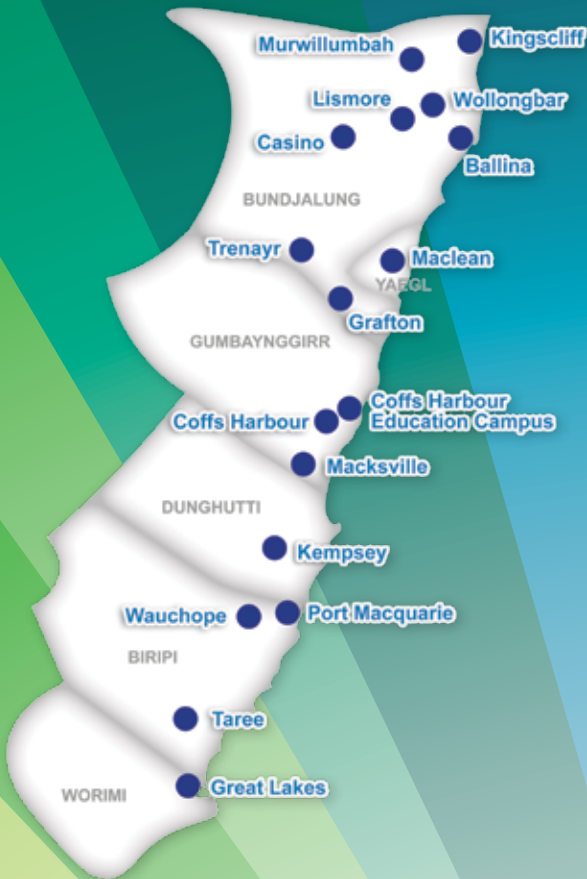 Kingscliff
Murwillumbah
Lismore
Wollongbar
Casino
Ballina
BUNDJALUNG
Trenayr
Maclean
YAEGL
Grafton
GUMBAYNGGIRR
Coffs Harbour
Education Campus
Coffs Harbour
Macksville
DUNGHUTTI
Kempsey
Wauchope
Port Macquarie
BIRIPI
Taree
Great Lakes
WORIMI